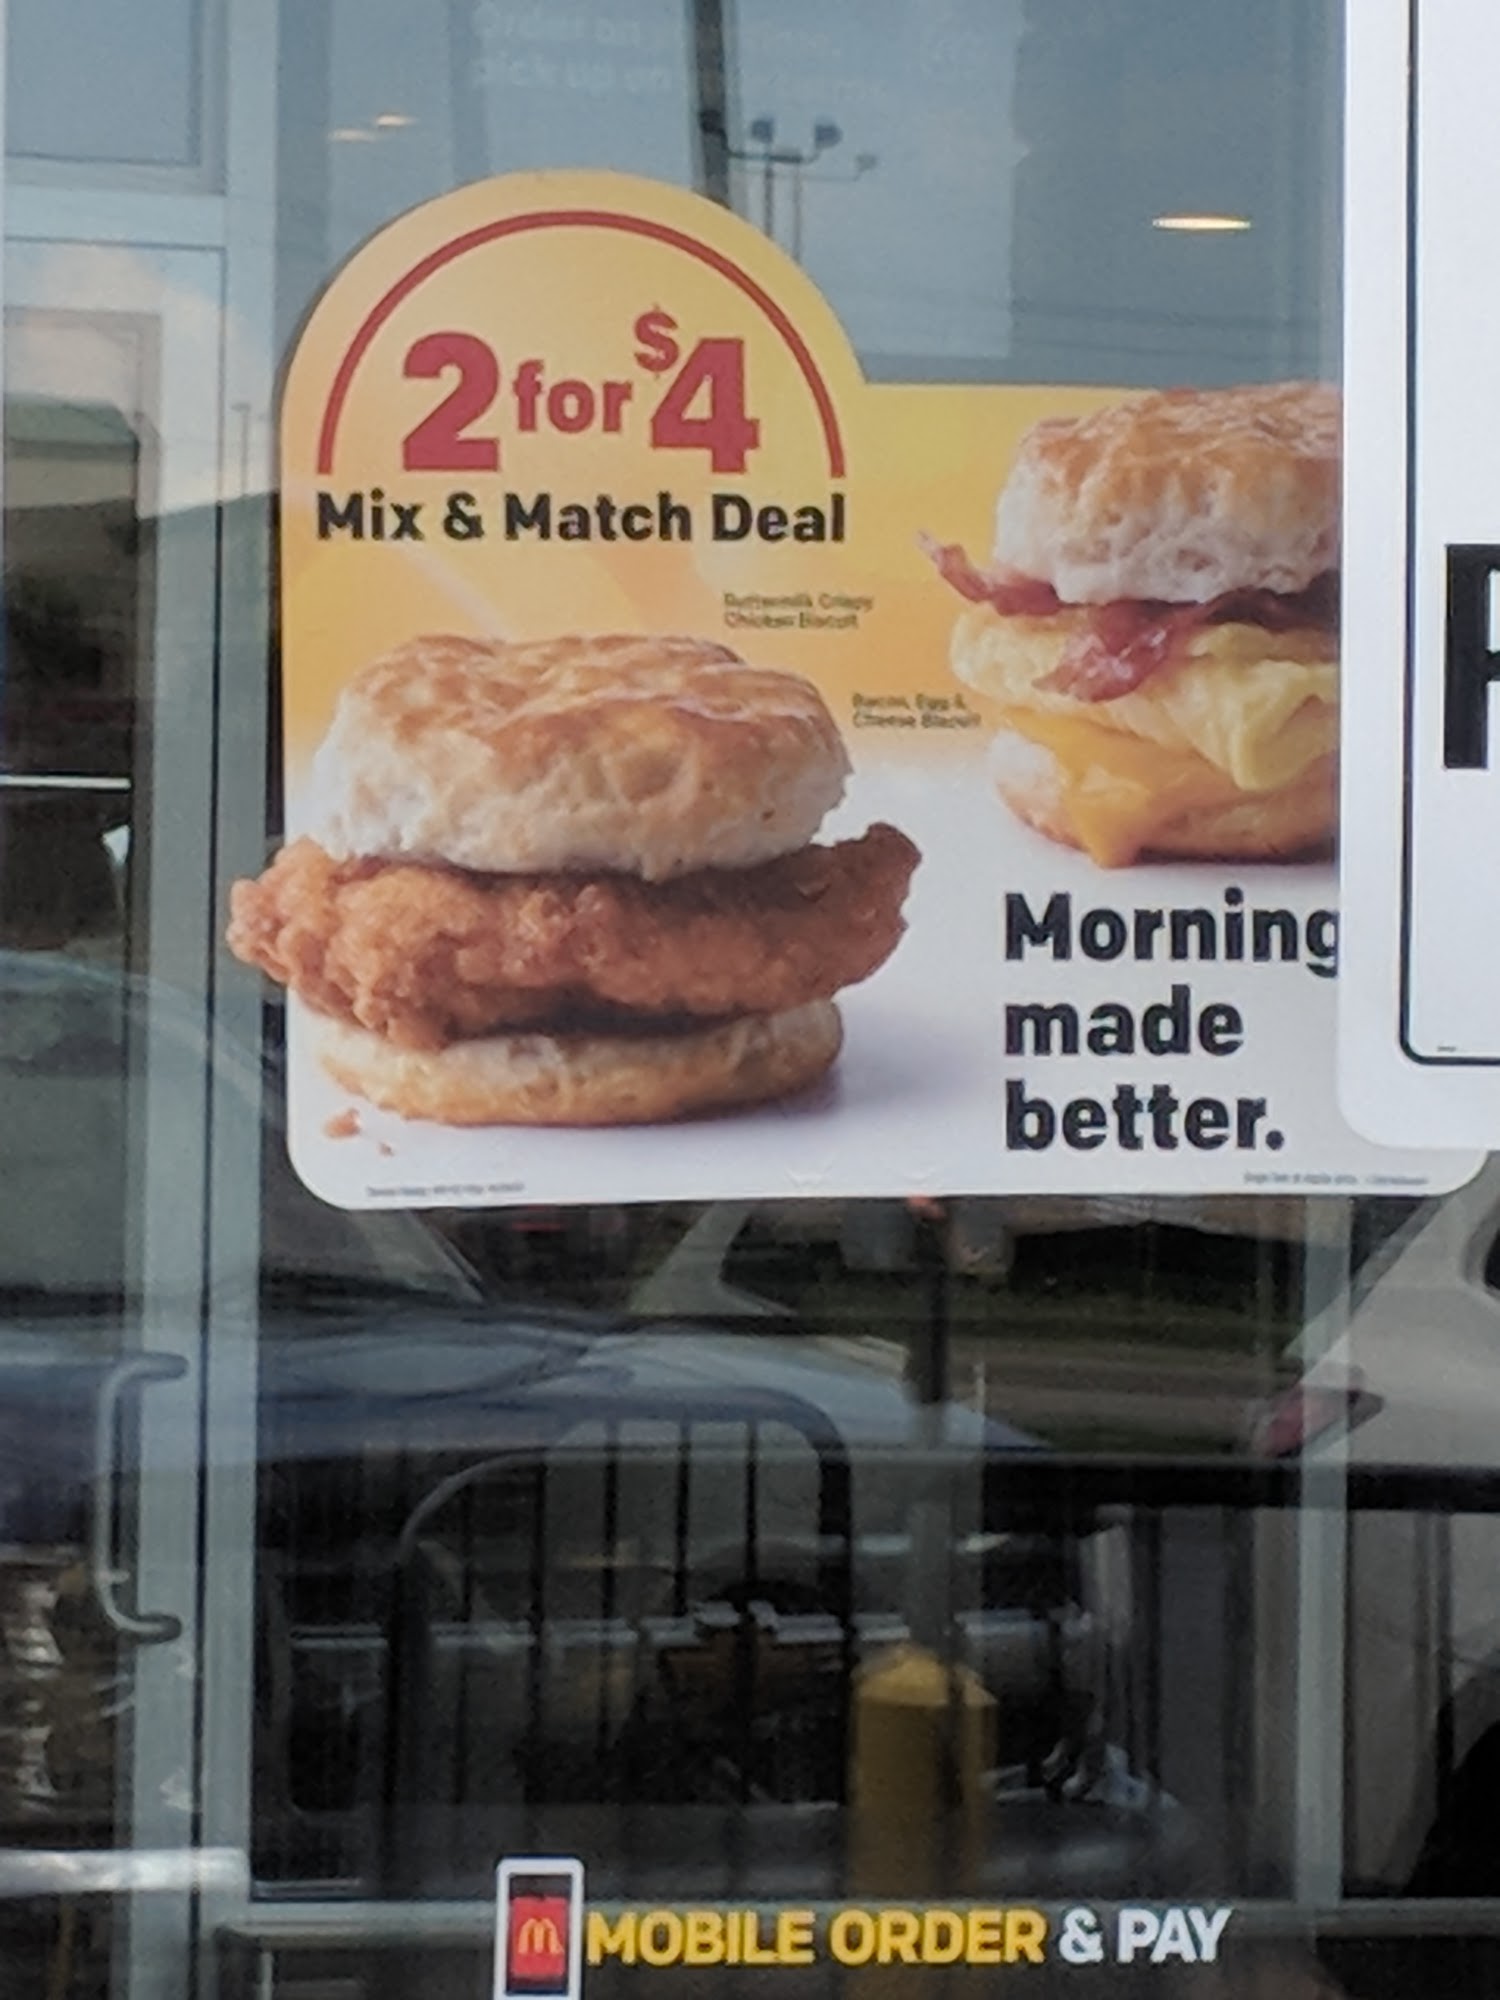 2 for $4
Mix & Match Deal
Buttermilk Crispy
Chicken Biscuit
Bacon, Egg &
Cheese Biscuit
Morning
made
better.
MOBILE ORDER & PAY